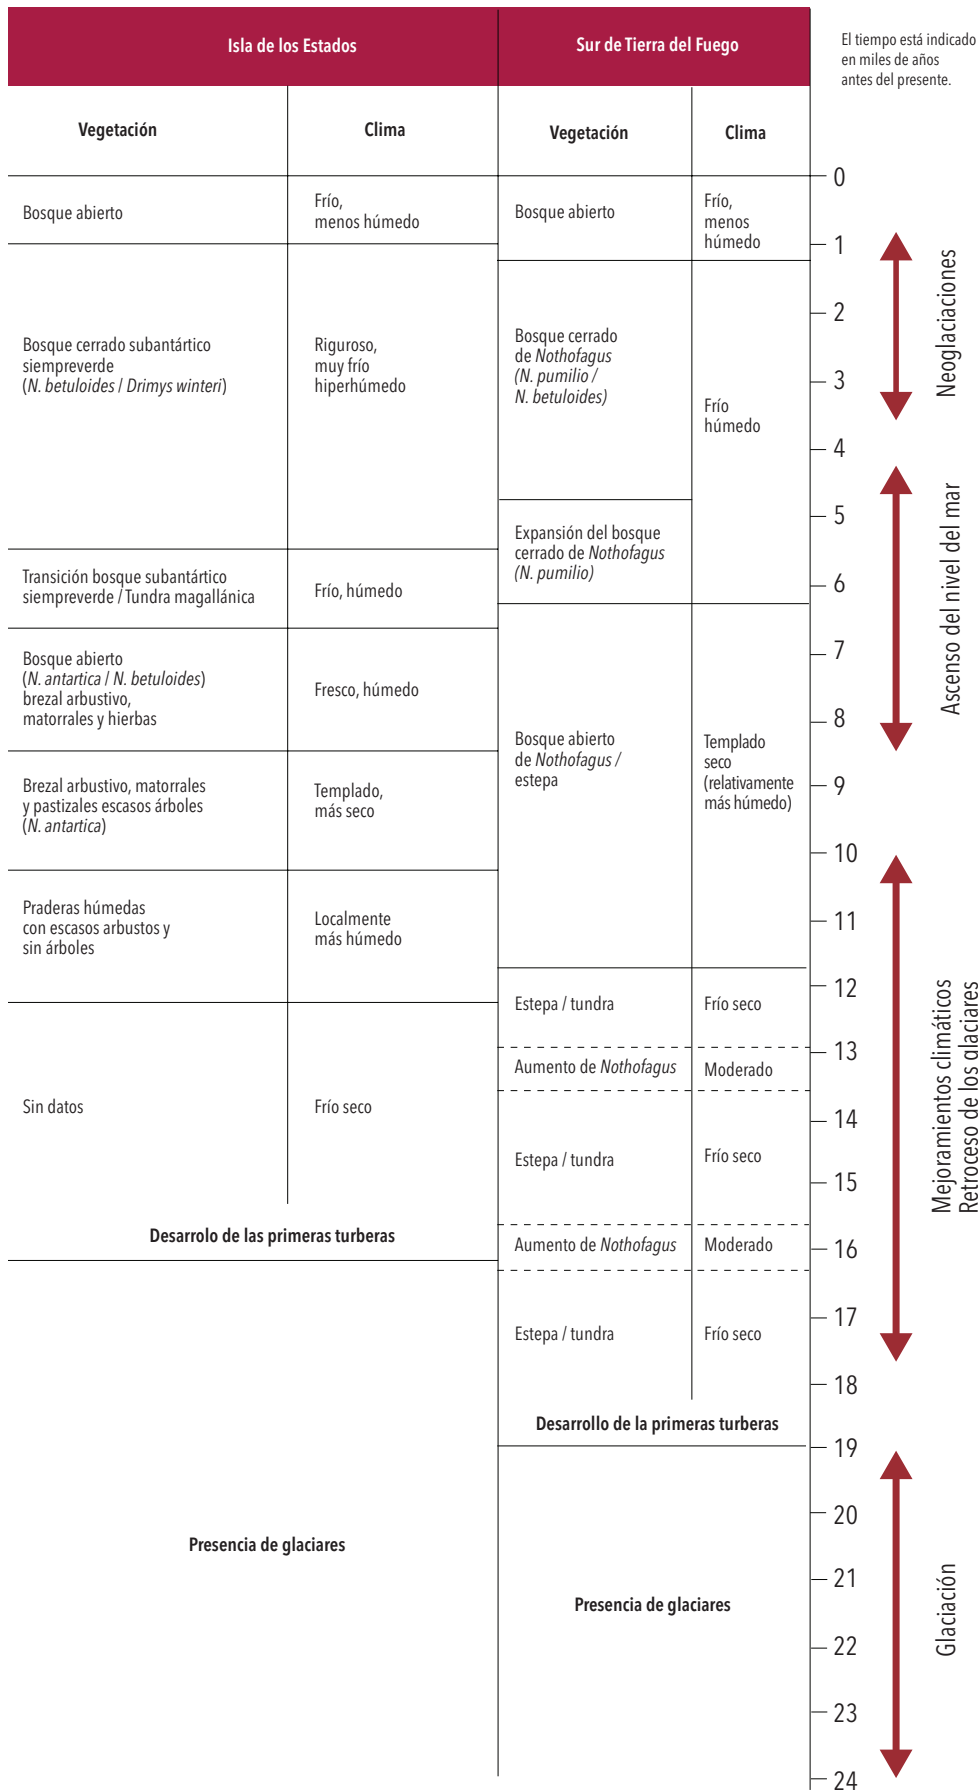 Isla de los Estados
Sur de Tierra del Fuego
El tiempo está indicado
en miles de años
antes del presente.
Vegetación
Clima
Vegetación
Clima
Bosque abierto
Frío,
menos húmedo
Bosque cerrado subantártico
siempreverde
(N. betuloides / Drimys winteri)
Riguroso,
muy frío
hiperhúmedo
Transición bosque subantártico
siempreverde / Tundra magallánica
Frío, húmedo
Bosque abierto
(N. antartica / N. betuloides)
brezal arbustivo,
matorrales y hierbas
Fresco, húmedo
Brezal arbustivo, matorrales
y pastizales escasos árboles
(N. antartica)
Templado,
más seco
Praderas húmedas
con escasos arbustos y
sin árboles
Localmente
más húmedo
Sin datos
Frío seco
Desarrolo de las primeras turberas
Presencia de glaciares
Bosque abierto
Frío,
menos
húmedo
Bosque cerrado
de Nothofagus
(N. pumilio /
N. betuloides)
Frío
húmedo
Expansión del bosque
cerrado de Nothofagus
(N. pumilio)
Bosque abierto
de Nothofagus /
estepa
Templado
seco
(relativamente
más húmedo)
Estepa / tundra
Frío seco
Aumento de Nothofagus
Moderado
Estepa / tundra
Frío seco
Aumento de Nothofagus
Moderado
Estepa / tundra
Frío seco
Desarrollo de la primeras turberas
Presencia de glaciares
0
1
2
3
4
5
6
7
8
9
10
11
12
13
14
15
16
17
18
19
20
21
22
23
24
Neoglaciaciones
Ascenso del nivel del mar
Mejoramientos climáticos
Retroceso de los glaciares
Glaciación